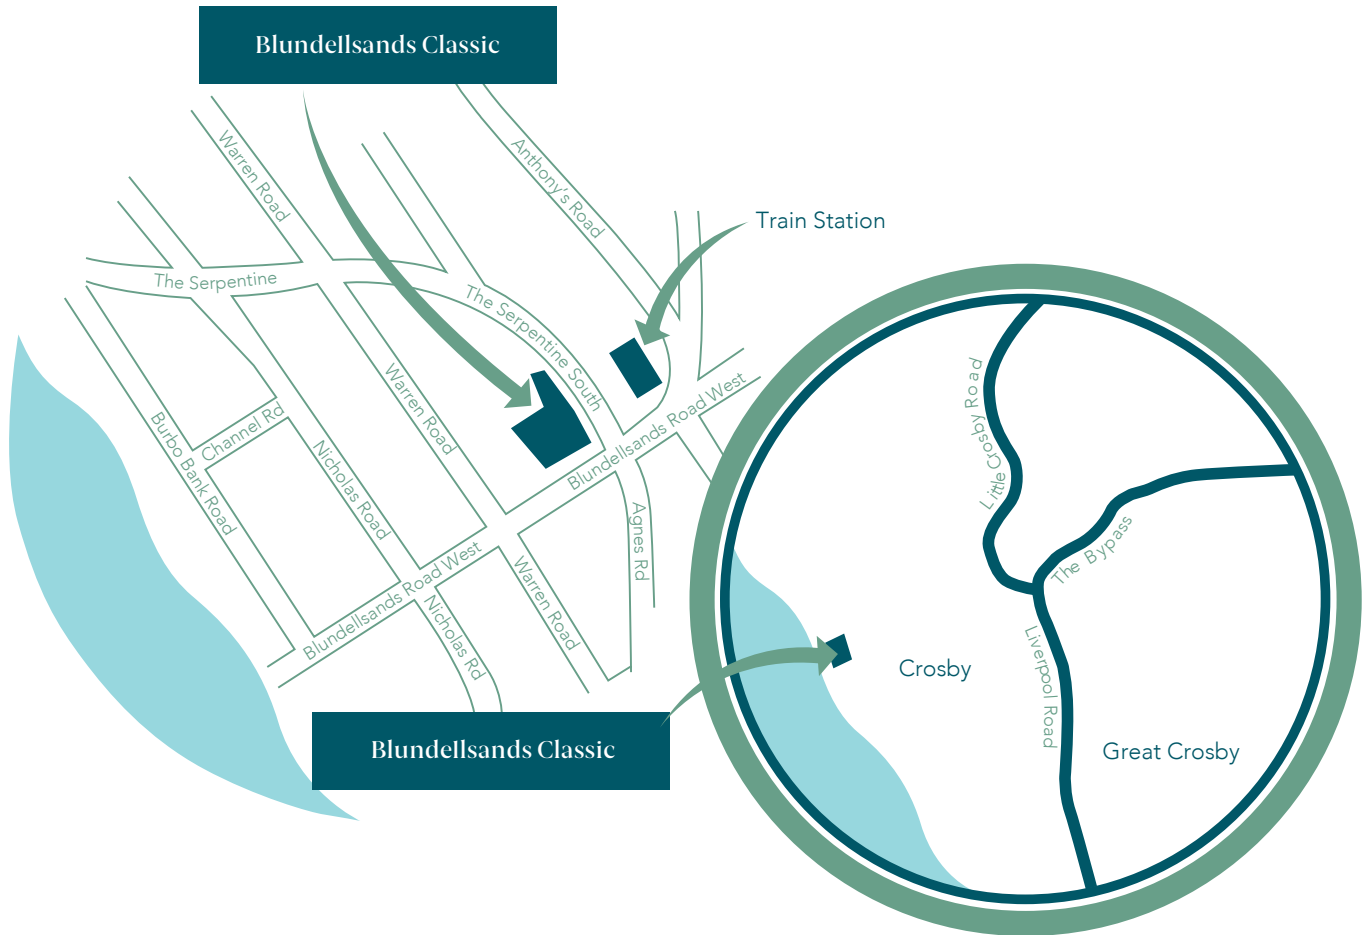 Blundellsands Classic
Warren Road
Anthony's Road
Train Station
The Serpentine
The Serpentine South
Warren Road
Blundellsands Road West
Channel Rd
Burbo Bank Road
Nicholas Road
Agnes Rd
Blundellsands Road West
Warren Road
Nicholas Rd
Blundellsands Classic
Little Crosby Road
The Bypass
Liverpool Road
Crosby
Great Crosby